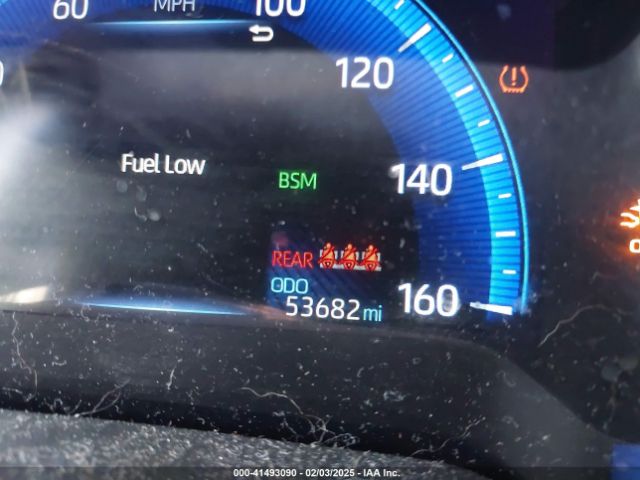 60 MPH 100
120
Fuel Low
BSM 140
REAR
ODO
53682 mi 160
000-41493090 - 02/03/2025 - IAA Inc.